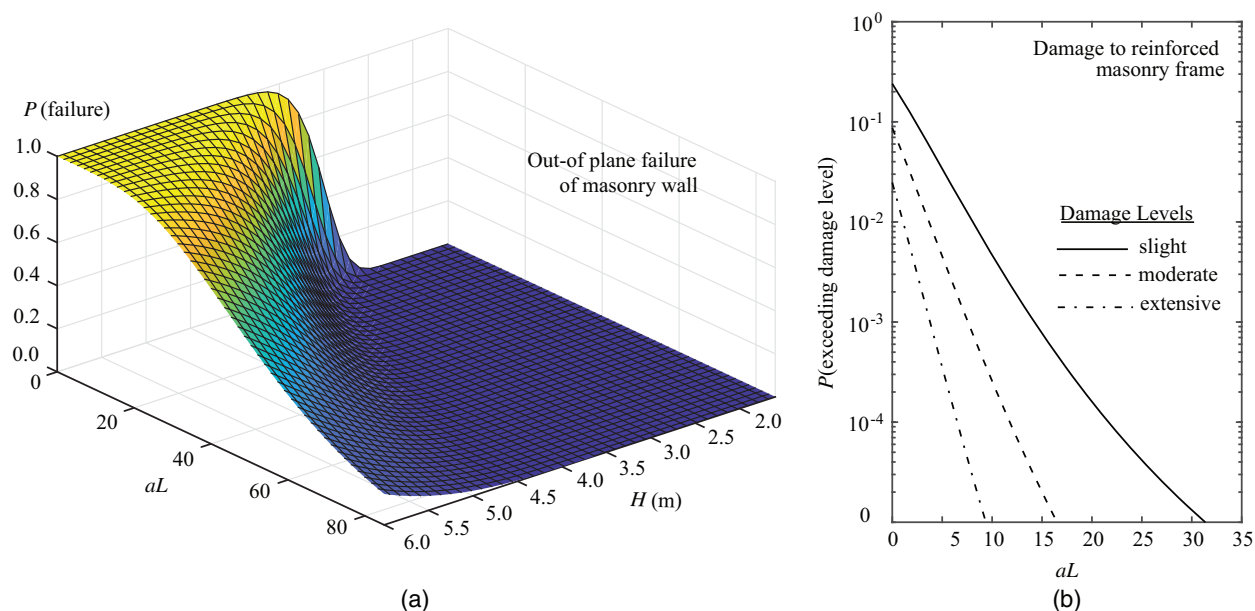 P (failure)
1.0
0.8
0.6
0.4
0.2
0.0
0
20
40
60
80
aL
6.0
5.5
5.0
4.5
4.0
3.5
3.0
2.5
2.0
H (m)
Out-of plane failure
of masonry wall
(a)
10^0
10^-1
10^-2
10^-3
10^-4
0
P(exceeding damage level)
Damage to reinforced
masonry frame
Damage Levels
slight
moderate
extensive
0 5 10 15 20 25 30 35
aL
(b)